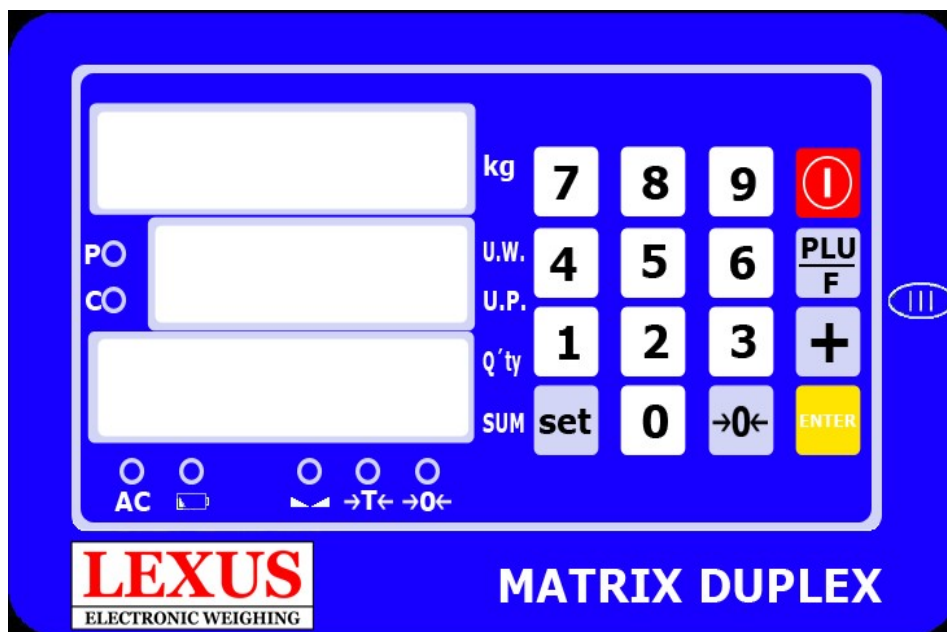 kg
7 8 9
P
U.W.
4 5 6 PLU
F
C
U.P.
Q´ty
1 2 3 +
SUM set 0 →0← ENTER
AC →T← →0←
LEXUS
ELECTRONIC WEIGHING
MATRIX DUPLEX